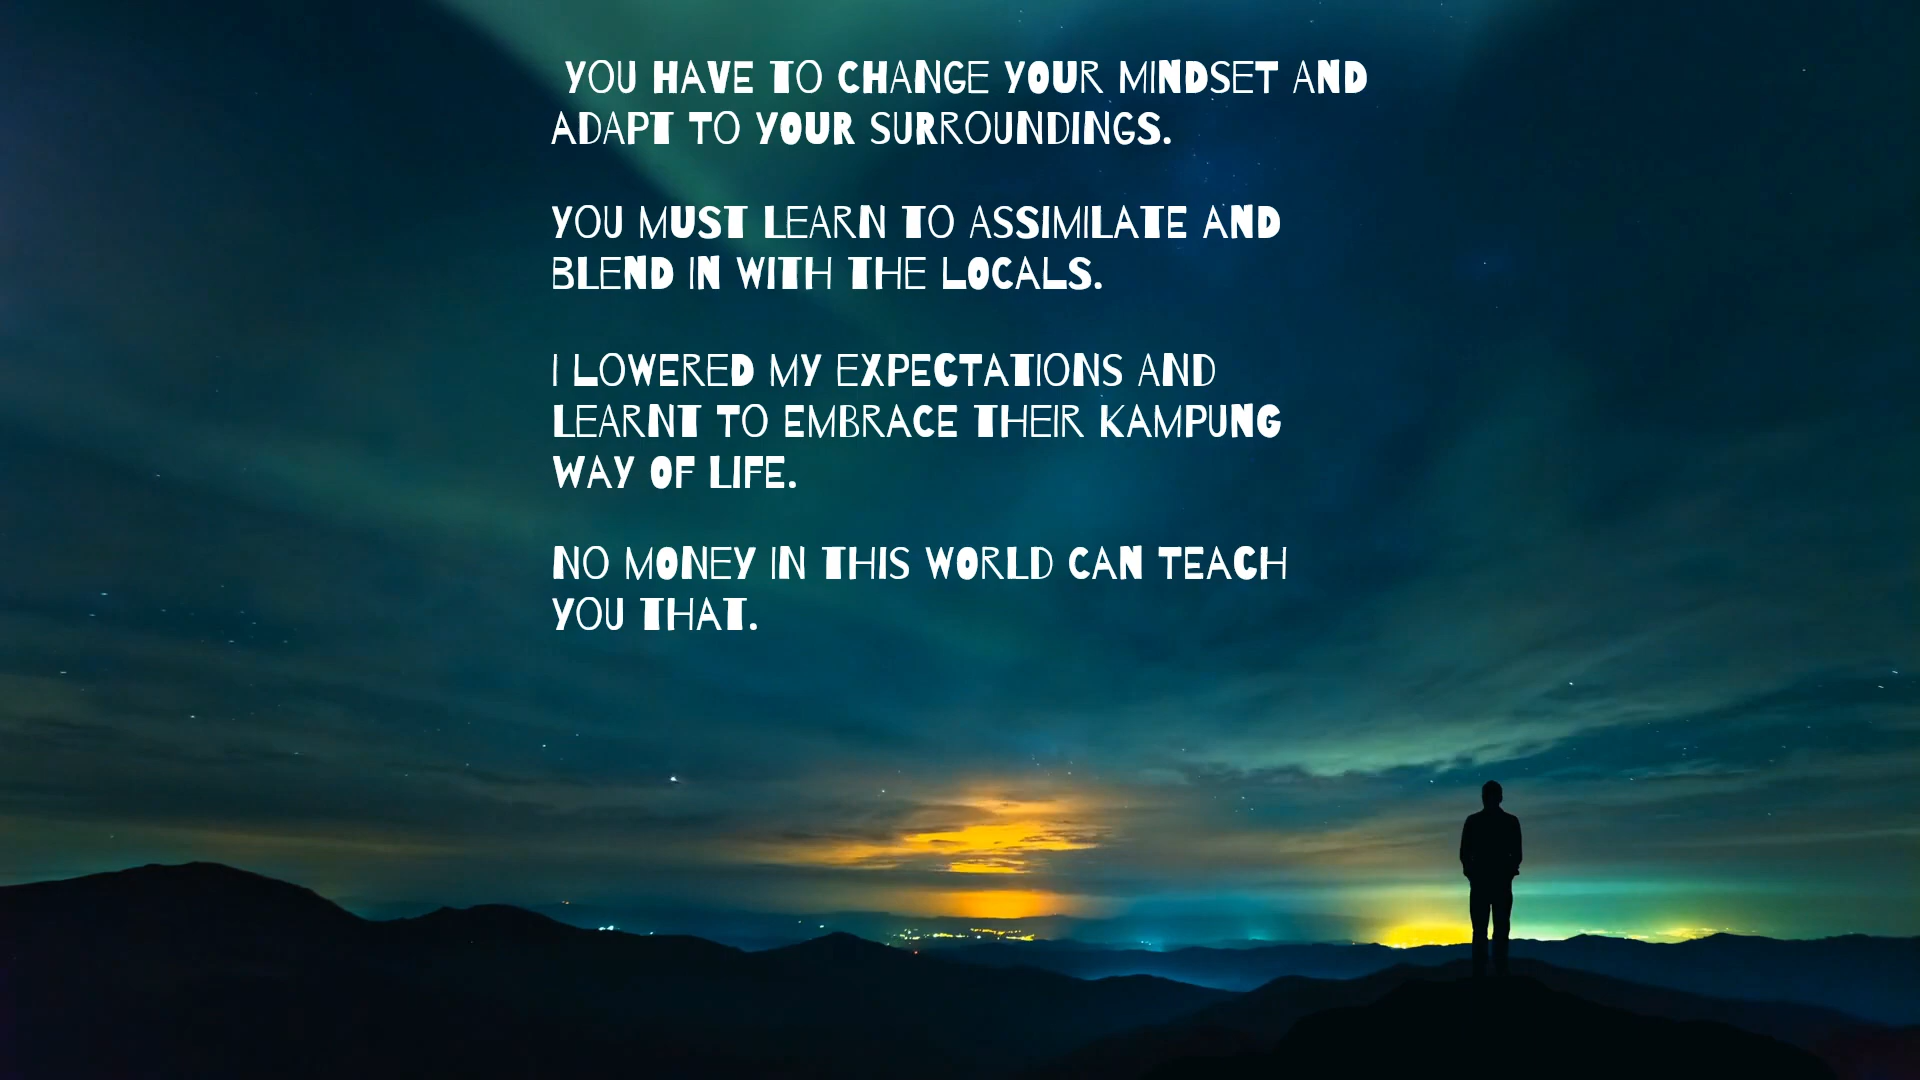 YOU HAVE TO CHANGE YOUR MINDSET AND
ADAPT TO YOUR SURROUNDINGS.
YOU MUST LEARN TO ASSIMILATE AND
BLEND IN WITH THE LOCALS.
I LOWERED MY EXPECTATIONS AND
LEARNT TO EMBRACE THEIR KAMPUNG
WAY OF LIFE.
NO MONEY IN THIS WORLD CAN TEACH
YOU THAT.